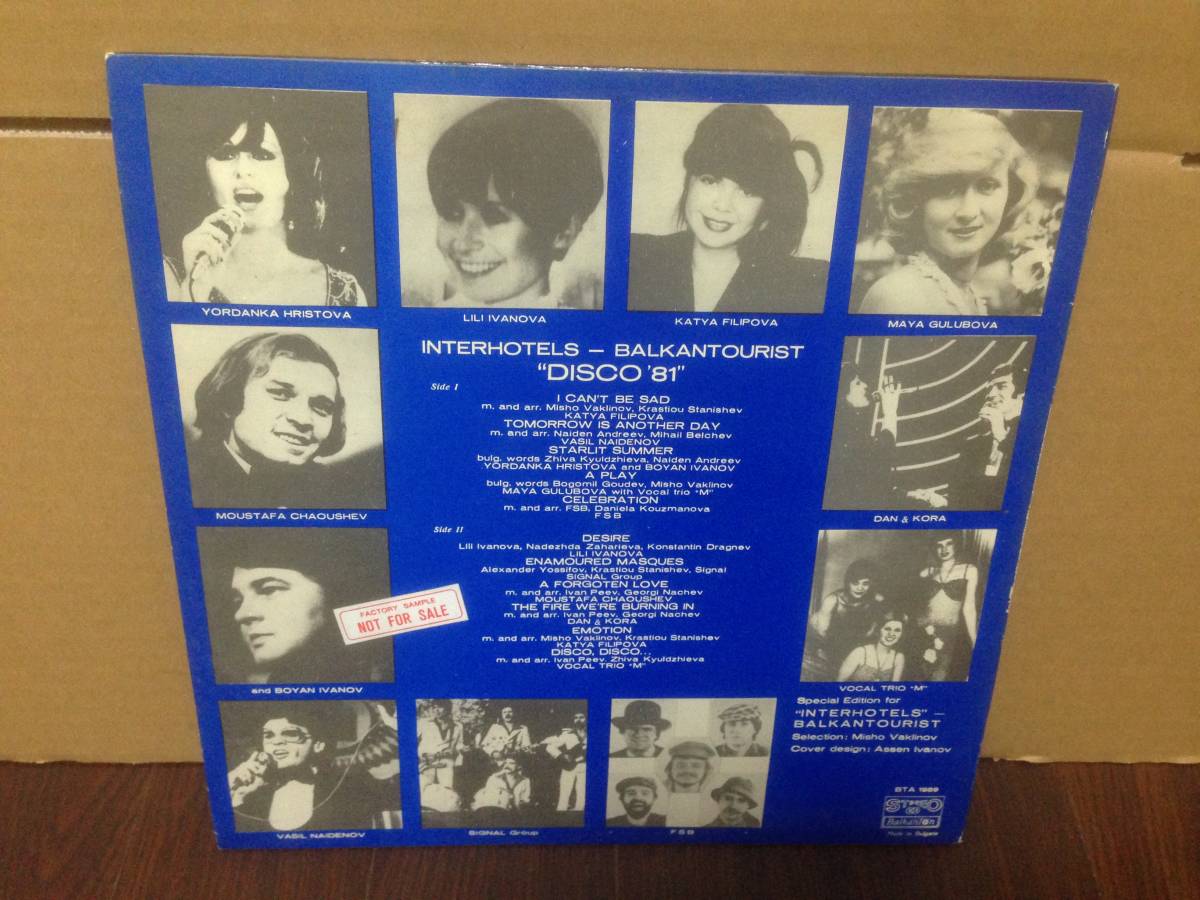 YORDANKA HRISTOVA
LILI IVANOVA
KATYA FILIPOVA
MAYA GULUBOVA
MOUSTAFA CHAOUSHEV
INTERHOTELS – BALKANTOURIST
"DISCO '81"
Side I
I CAN'T BE SAD
m. and arr. Misho Vaklinov, Krastiou Stanishev
KATYA FILIPOVA
TOMORROW IS ANOTHER DAY
m. and arr. Naiden Andreev, Mihail Belchev
VASIL NAIDENOV
STARLIT SUMMER
bulg. words Zhiva Kyuldzhieva, Naiden Andreev
YORDANKA HRISTOVA and BOYAN IVANOV
A PLAY
bulg. words Bogomil Goudev, Misho Vaklinov
MAYA GULUBOVA with Vocal trio "M"
CELEBRATION
m. and arr. FSB, Daniela Kouzmanova
FSB
Side II
DESIRE
Lili Ivanova, Nadezhda Zaharieva, Konstantin Dragnev
LILI IVANOVA
ENAMOURED MASQUES
Alexander Yossifov, Krastiou Stanishev, Signal
SIGNAL Group
A FORGOTEN LOVE
m. and arr. Ivan Peev, Georgi Nachev
MOUSTAFA CHAOUSHEV
THE FIRE WE'RE BURNING IN
m. and arr. Ivan Peev, Georgi Nachev
DAN & KORA
EMOTION
m. and arr. Misho Vaklinov, Krastiou Stanishev
KATYA FILIPOVA
DISCO, DISCO...
m. and arr. Ivan Peev, Zhiva Kyuldzhieva
VOCAL TRIO "M"
DAN & KORA
FACTORY SAMPLE
NOT FOR SALE
and BOYAN IVANOV
VOCAL TRIO "M"
Special Edition for
"INTERHOTELS" –
BALKANTOURIST
Selection: Misho Vaklinov
Cover design: Assen Ivanov
VASIL NAIDENOV
SIGNAL Group
FSB
BTA 1989
STEREO
Balkanton
Made in Bulgaria